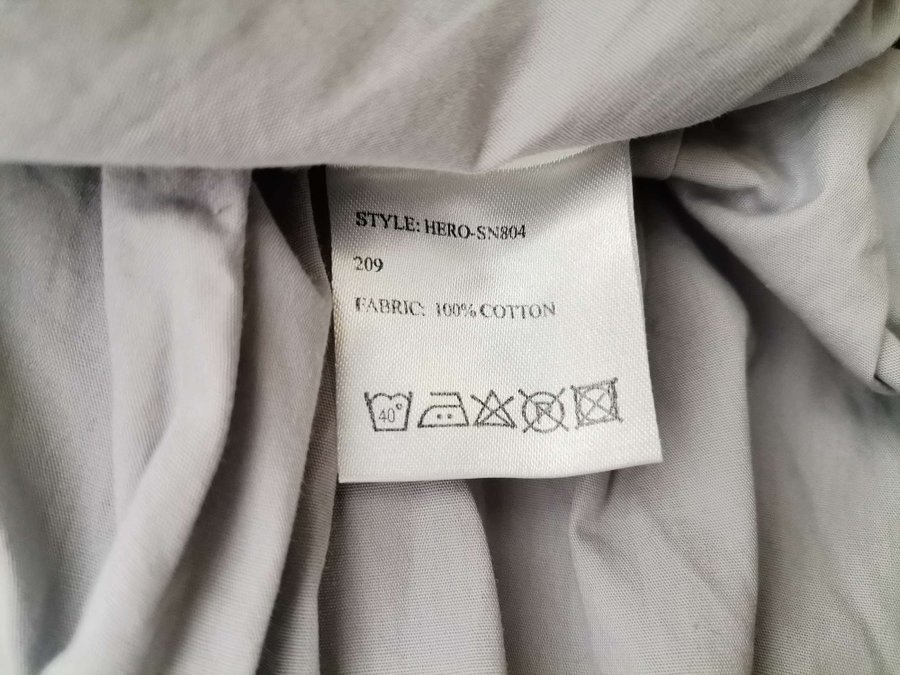 STYLE: HERO-SN804
209
FABRIC: 100% COTTON
40°